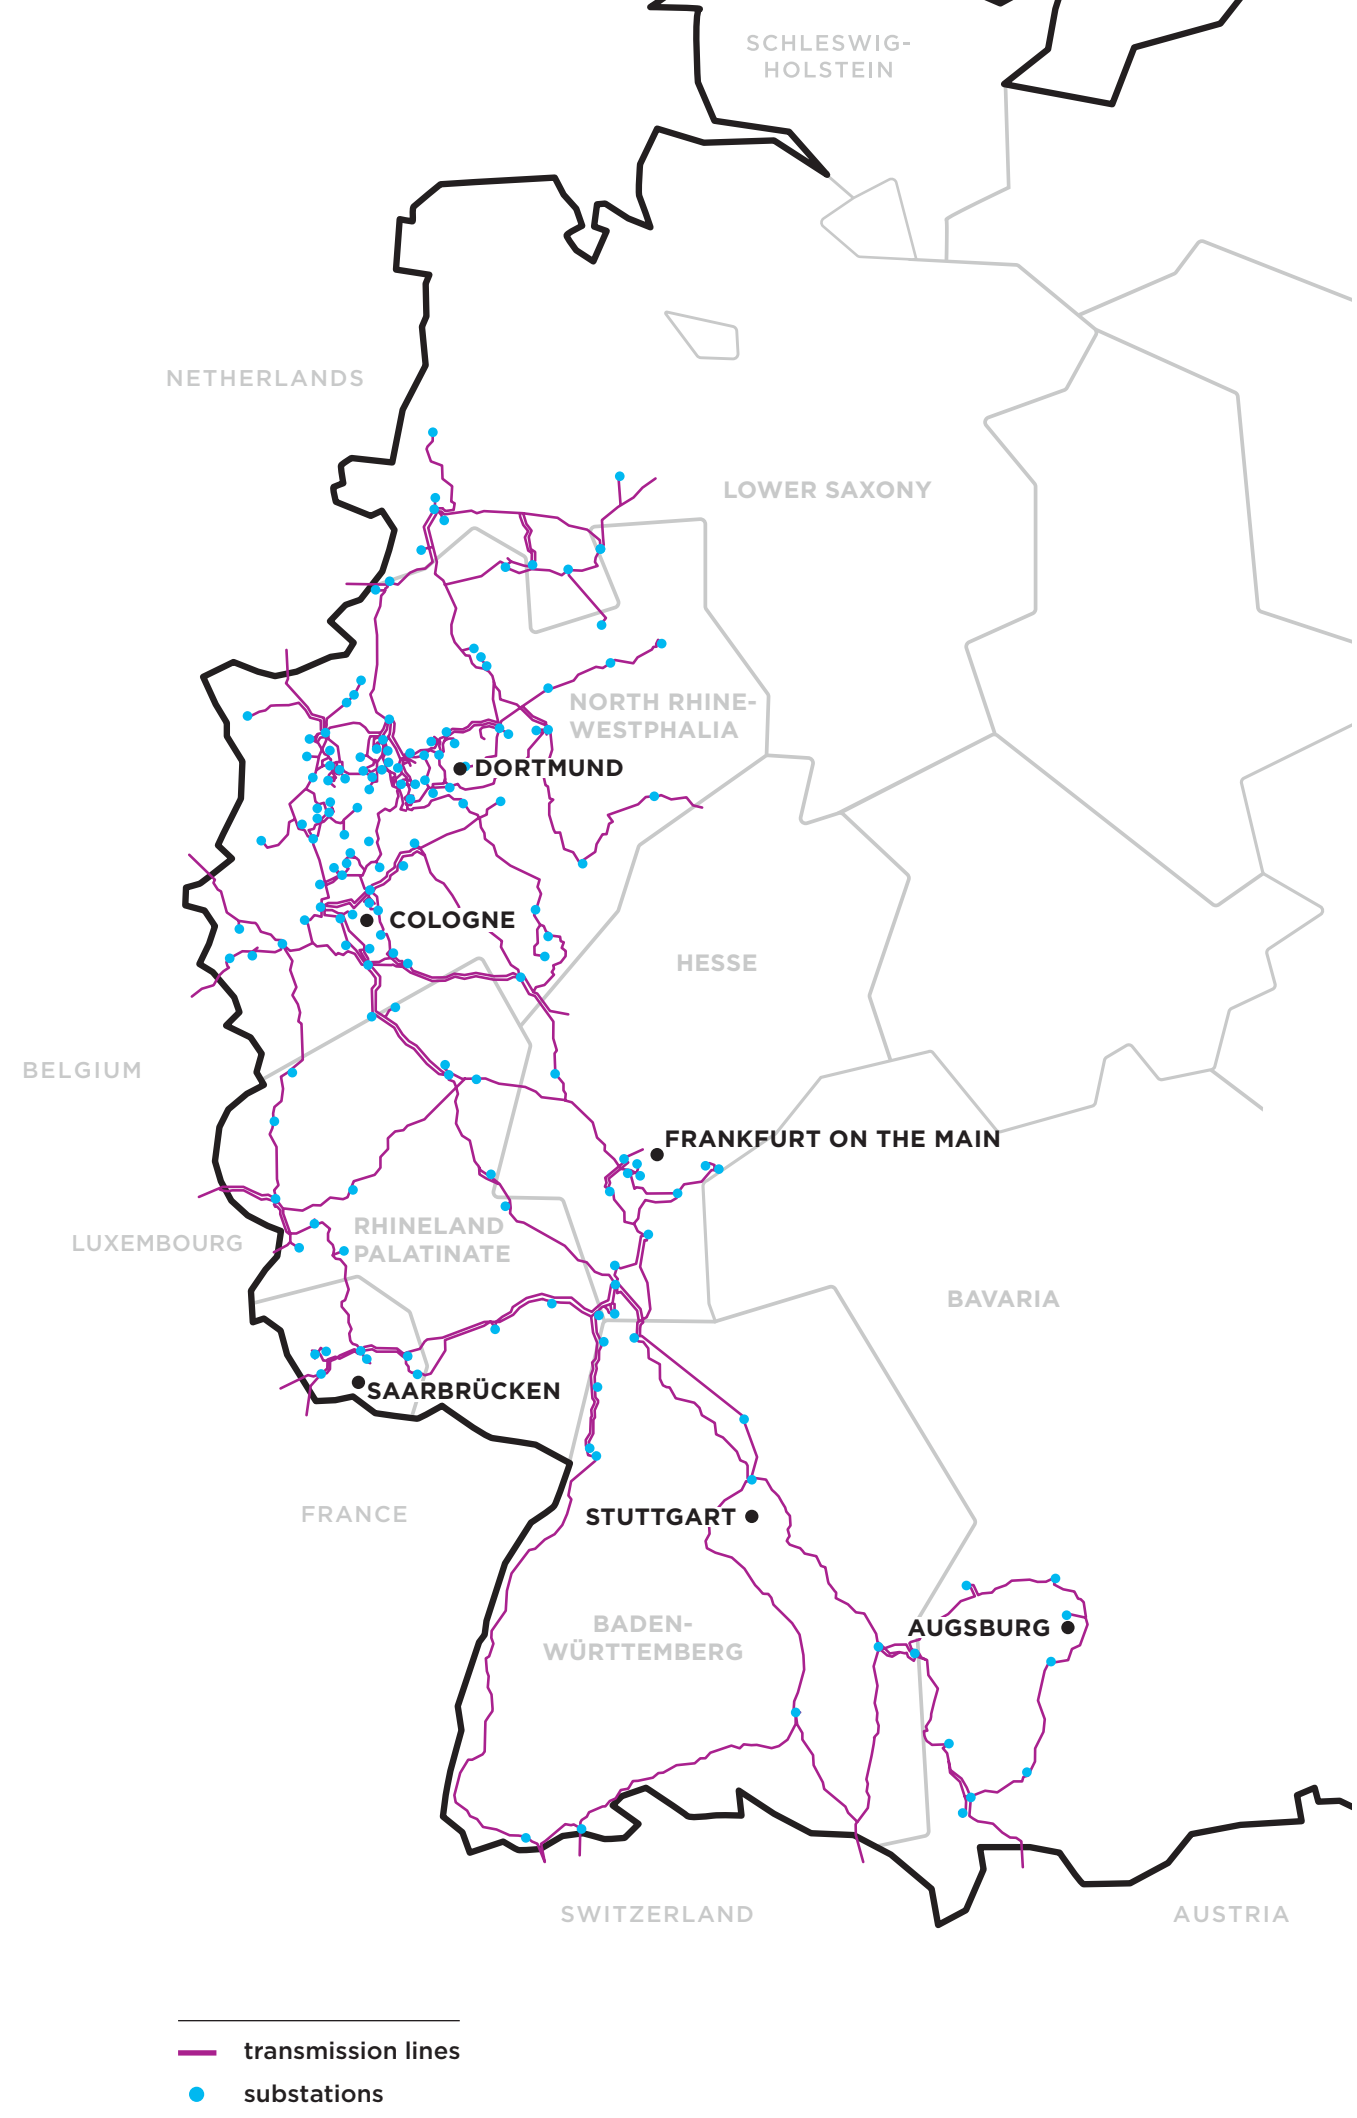 SCHLESWIG-
HOLSTEIN
NETHERLANDS
LOWER SAXONY
NORTH RHINE-
WESTPHALIA
DORTMUND
COLOGNE
HESSE
BELGIUM
FRANKFURT ON THE MAIN
RHINELAND
PALATINATE
LUXEMBOURG
BAVARIA
SAARBRÜCKEN
FRANCE
STUTTGART
BADEN-
WÜRTTEMBERG
AUGSBURG
SWITZERLAND
AUSTRIA
transmission lines
substations